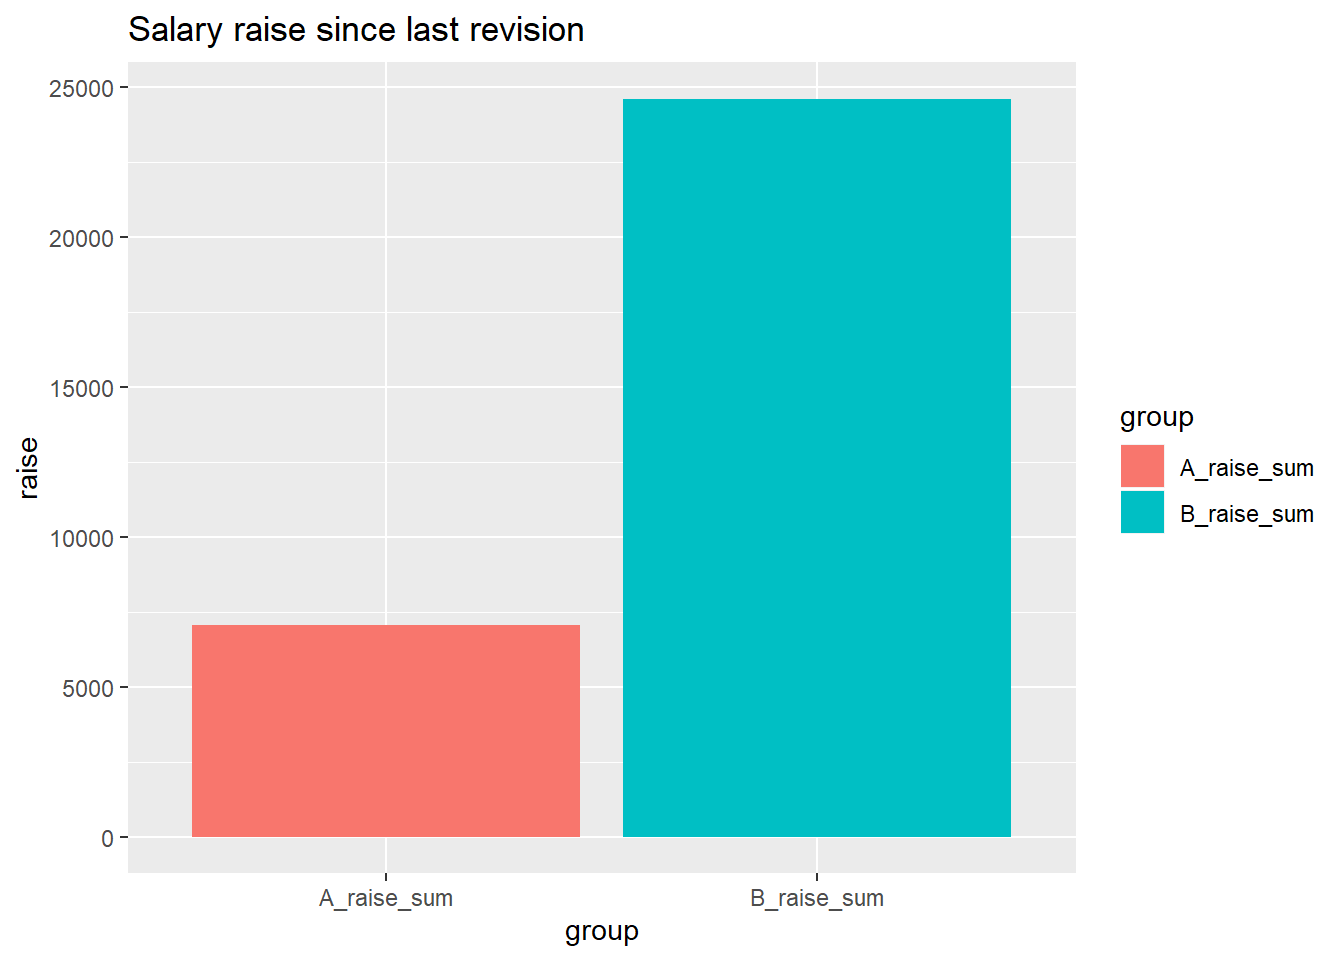 Salary raise since last revision
25000
20000
15000
10000
5000
0
raise
A_raise_sum
B_raise_sum
group
group
A_raise_sum
B_raise_sum